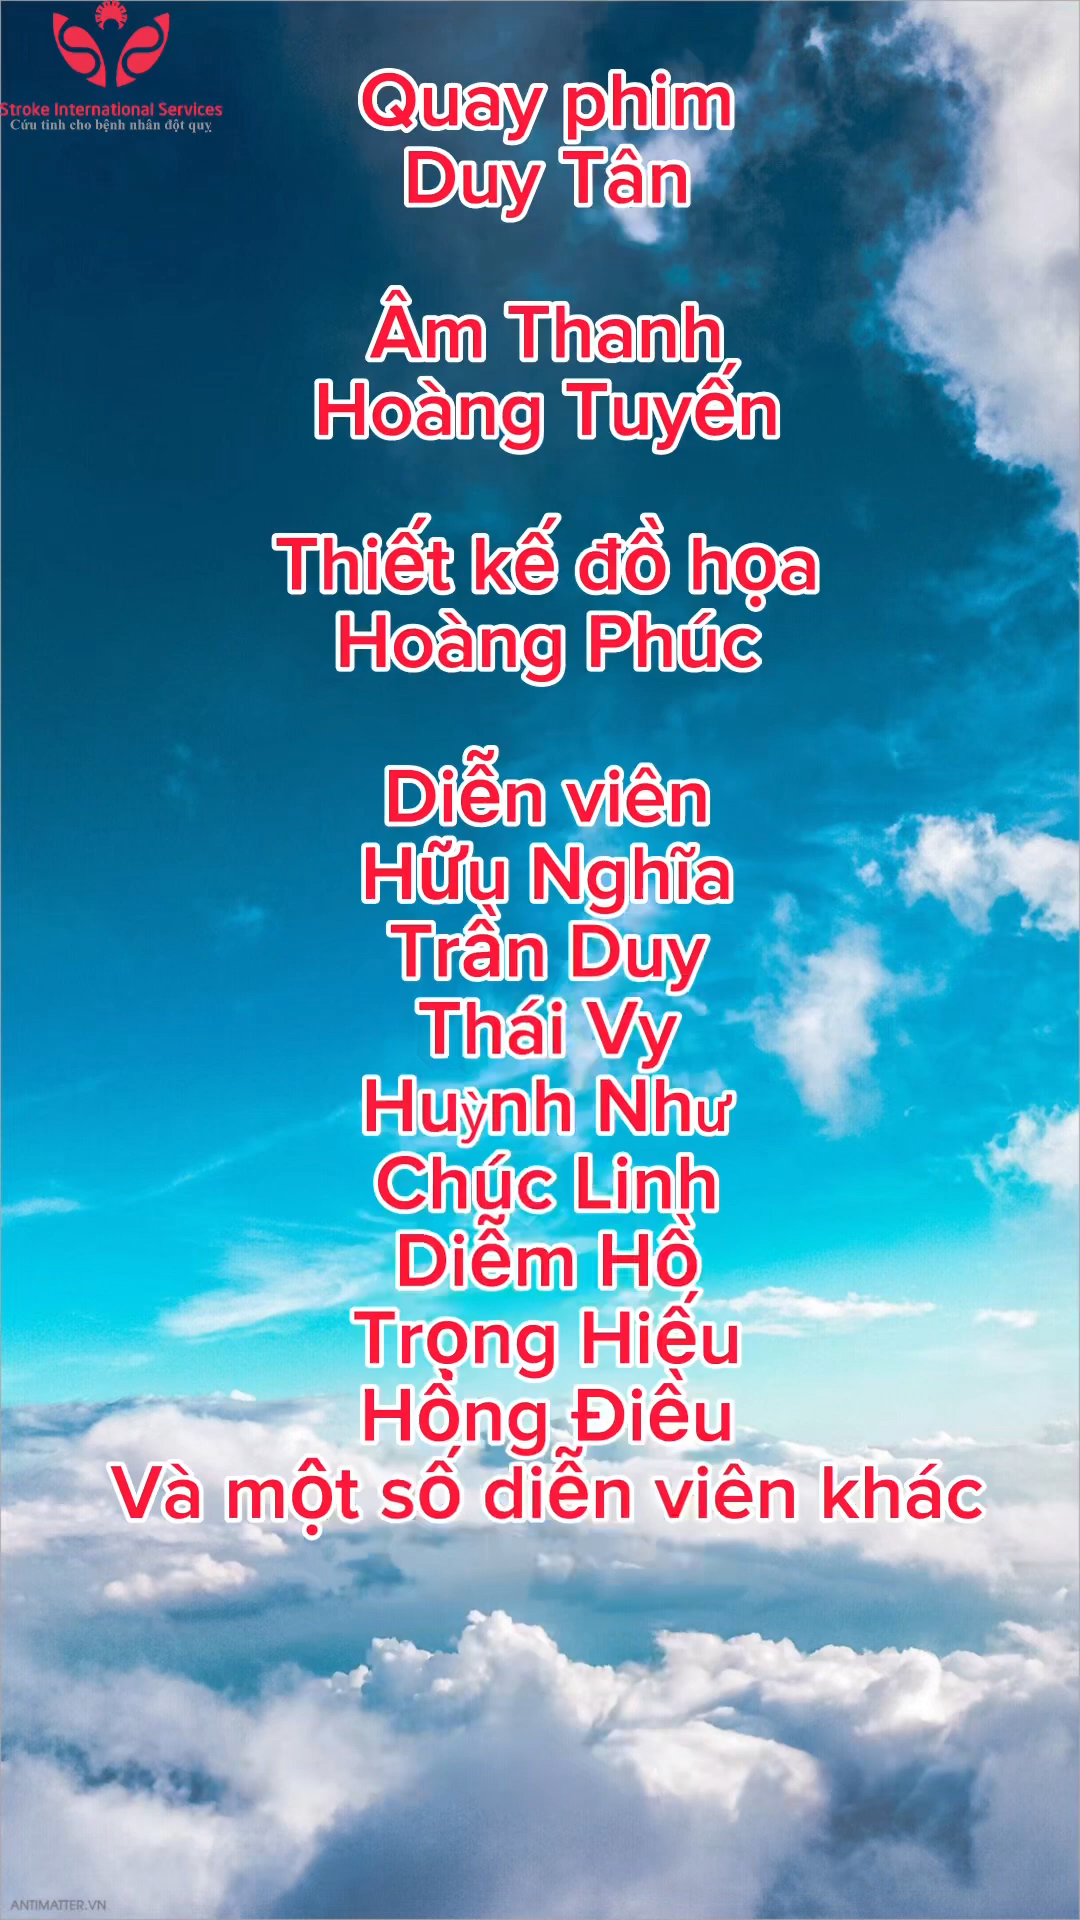 Stroke International Services
Cứu tinh cho bệnh nhân đột quỵ
Quay phim
Duy Tân
Âm Thanh
Hoàng Tuyến
Thiết kế đồ họa
Hoàng Phúc
Diễn viên
Hữu Nghĩa
Trần Duy
Thái Vy
Huỳnh Như
Chúc Linh
Diễm Hồ
Trọng Hiếu
Hồng Điều
Và một số diễn viên khác
ANTIMATTER.VN